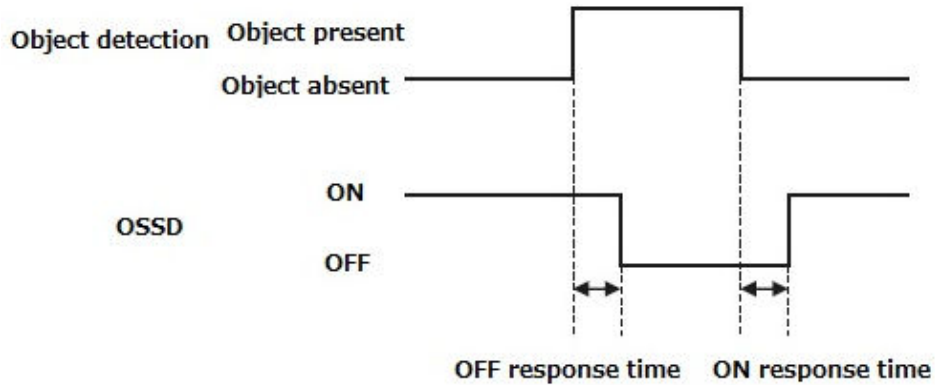 Object detection
Object present
Object absent
OSSD
ON
OFF
OFF response time
ON response time